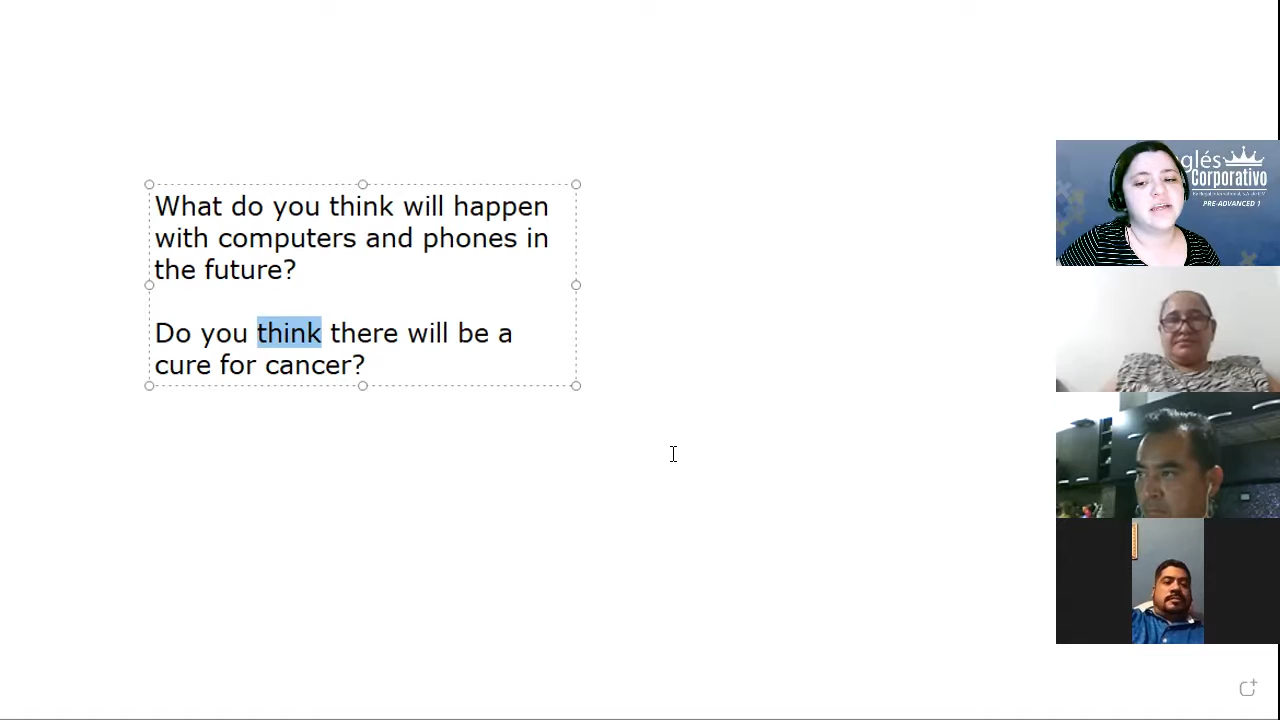 What do you think will happen
with computers and phones in
the future?
Do you think there will be a
cure for cancer?
glés
Corporativo
PRE-ADVANCED 1